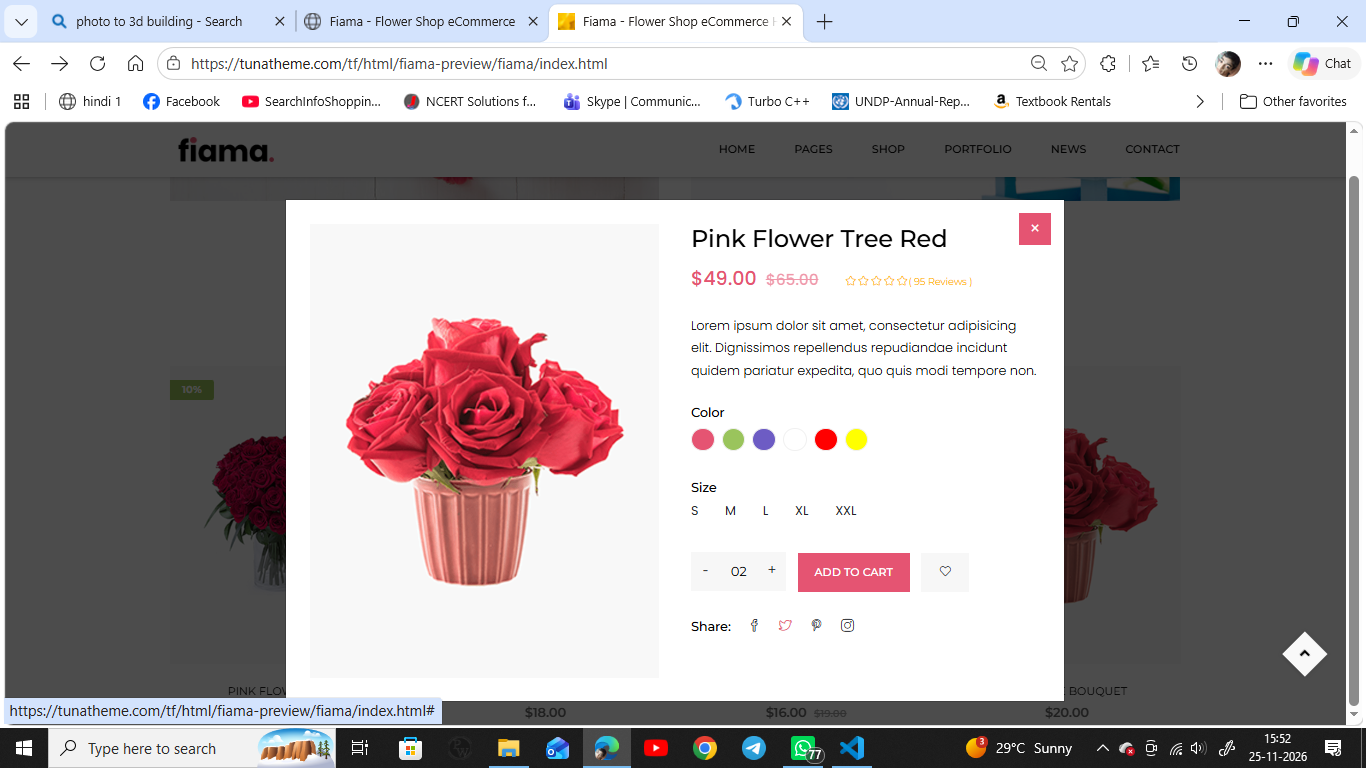 photo to 3d building - Search
Fiama - Flower Shop eCommerce
Fiama - Flower Shop eCommerce
https://tunatheme.com/tf/html/fiama-preview/fiama/index.html
Chat
hindi 1
Facebook
SearchInfoShoppin...
NCERT Solutions f...
Skype | Communic...
Turbo C++
UNDP-Annual-Rep...
Textbook Rentals
Other favorites
fiama.
HOME
PAGES
SHOP
PORTFOLIO
NEWS
CONTACT
Pink Flower Tree Red
×
$49.00 $65.00 ( 95 Reviews )
Lorem ipsum dolor sit amet, consectetur adipisicing
elit. Dignissimos repellendus repudiandae incidunt
quidem pariatur expedita, quo quis modi tempore non.
10%
Color
Size
S M L XL XXL
- 02 +
ADD TO CART
Share:
PINK FLOW
BOUQUET
https://tunatheme.com/tf/html/fiama-preview/fiama/index.html#
$18.00
$16.00 $19.00
$20.00
Type here to search
77
3
29°C Sunny
15:52
25-11-2026